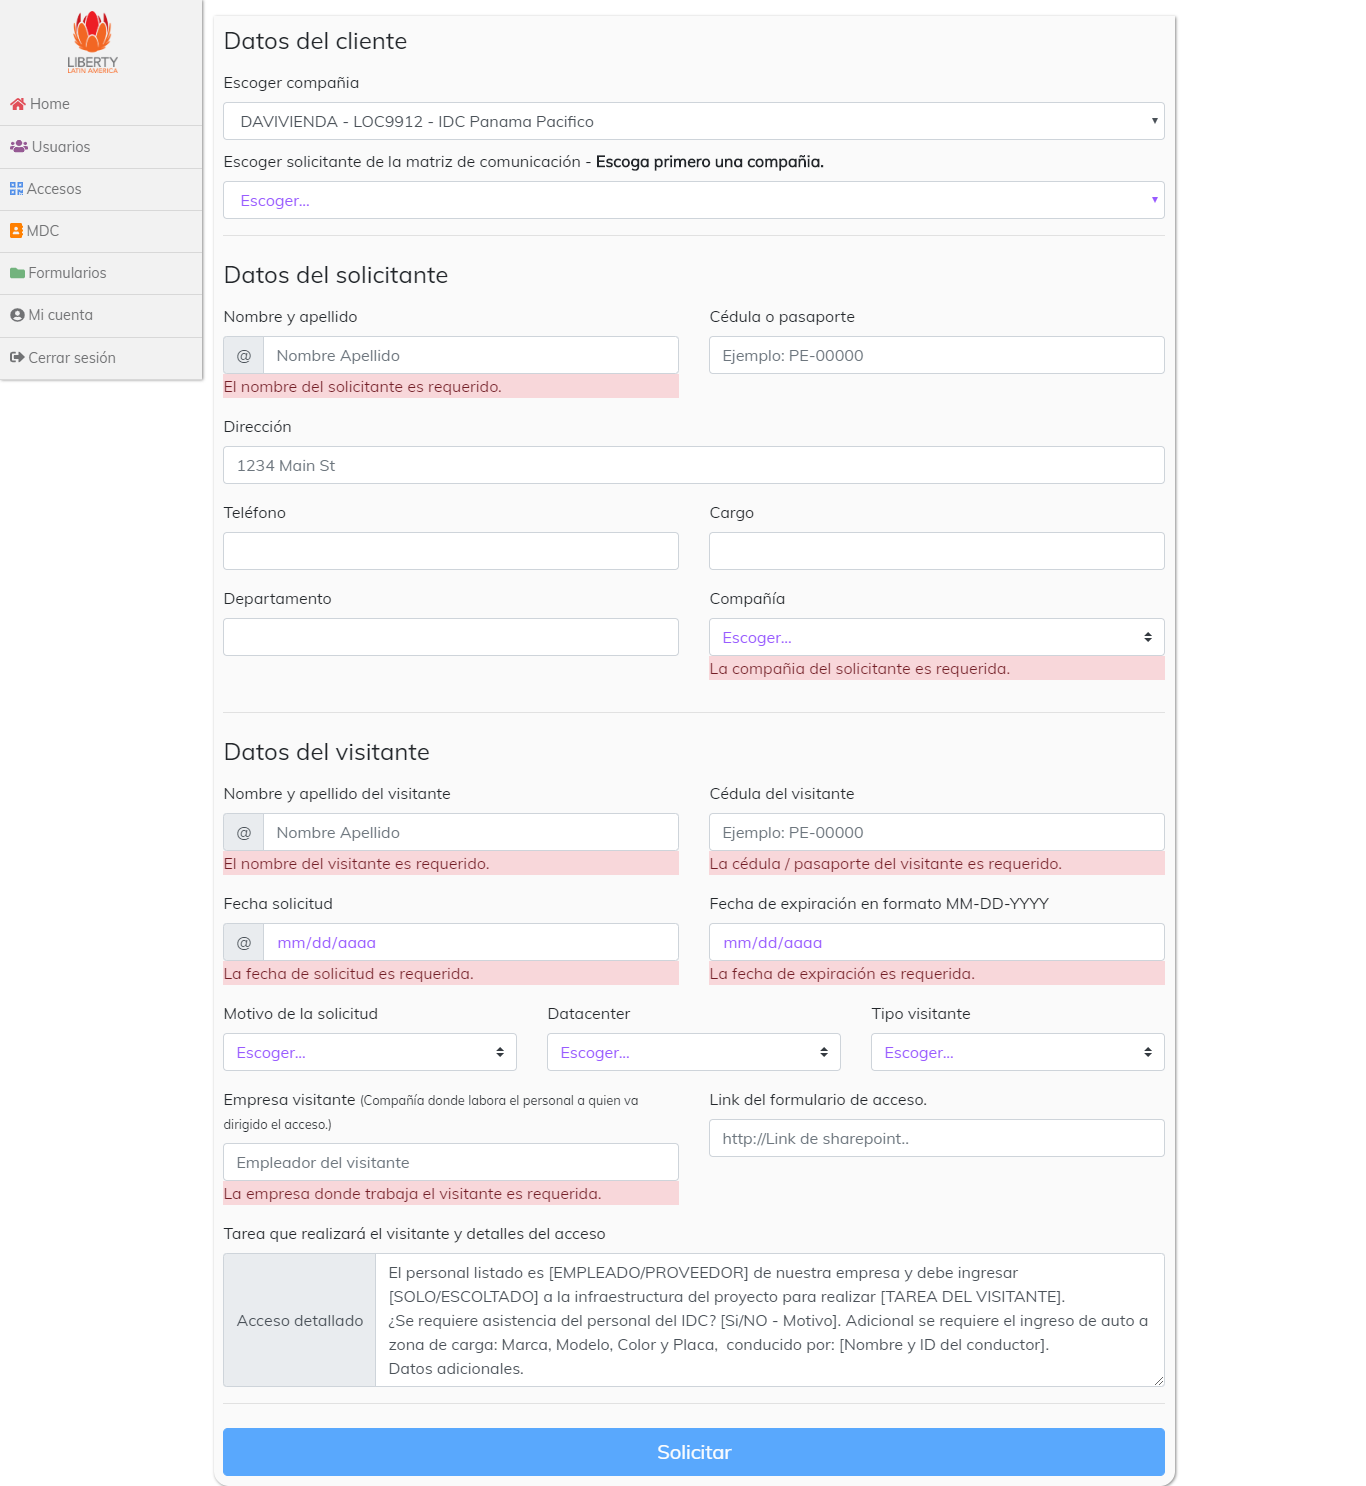 LIBERTY
LATIN AMERICA
Home
Usuarios
Accesos
MDC
Formularios
Mi cuenta
Cerrar sesión
Datos del cliente
Escoger compañia
DAVIVIENDA - LOC9912 - IDC Panama Pacifico
Escoger solicitante de la matriz de comunicación - Escoga primero una compañia.
Escoger...
Datos del solicitante
Nombre y apellido
Cédula o pasaporte
@ Nombre Apellido
Ejemplo: PE-00000
El nombre del solicitante es requerido.
Dirección
1234 Main St
Teléfono
Cargo
Departamento
Compañía
Escoger...
La compañia del solicitante es requerida.
Datos del visitante
Nombre y apellido del visitante
Cédula del visitante
@ Nombre Apellido
Ejemplo: PE-00000
El nombre del visitante es requerido.
La cédula / pasaporte del visitante es requerido.
Fecha solicitud
Fecha de expiración en formato MM-DD-YYYY
@ mm/dd/aaaa
mm/dd/aaaa
La fecha de solicitud es requerida.
La fecha de expiración es requerida.
Motivo de la solicitud
Datacenter
Tipo visitante
Escoger...
Escoger...
Escoger...
Empresa visitante (Compañía donde labora el personal a quien va
dirigido el acceso.)
Link del formulario de acceso.
http://Link de sharepoint..
Empleador del visitante
La empresa donde trabaja el visitante es requerida.
Tarea que realizará el visitante y detalles del acceso
Acceso detallado
El personal listado es [EMPLEADO/PROVEEDOR] de nuestra empresa y debe ingresar
[SOLO/ESCOLTADO] a la infraestructura del proyecto para realizar [TAREA DEL VISITANTE].
¿Se requiere asistencia del personal del IDC? [Si/NO - Motivo]. Adicional se requiere el ingreso de auto a
zona de carga: Marca, Modelo, Color y Placa,  conducido por: [Nombre y ID del conductor].
Datos adicionales.
Solicitar